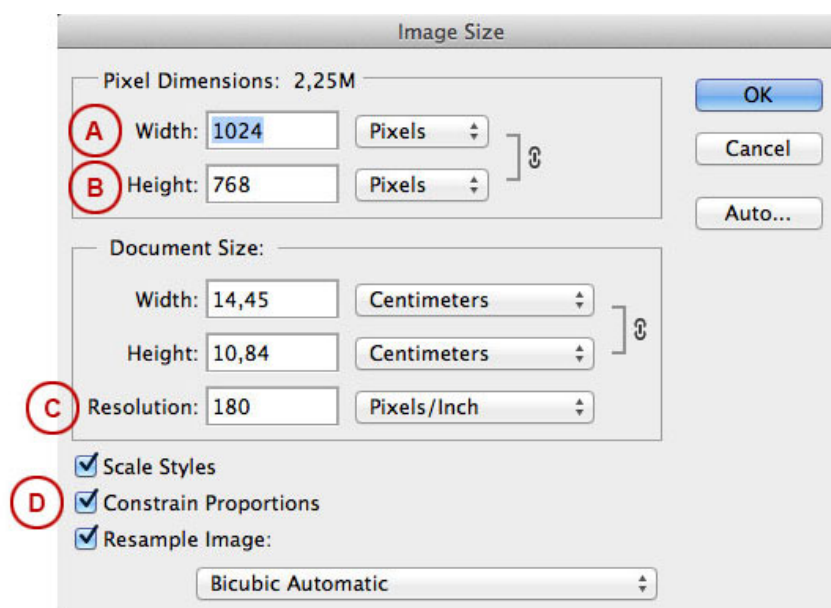 Image Size
Pixel Dimensions: 2,25M
A Width: 1024 Pixels
B Height: 768 Pixels
OK
Cancel
Auto...
Document Size:
Width: 14,45 Centimeters
Height: 10,84 Centimeters
C Resolution: 180 Pixels/Inch
Scale Styles
D Constrain Proportions
Resample Image:
Bicubic Automatic